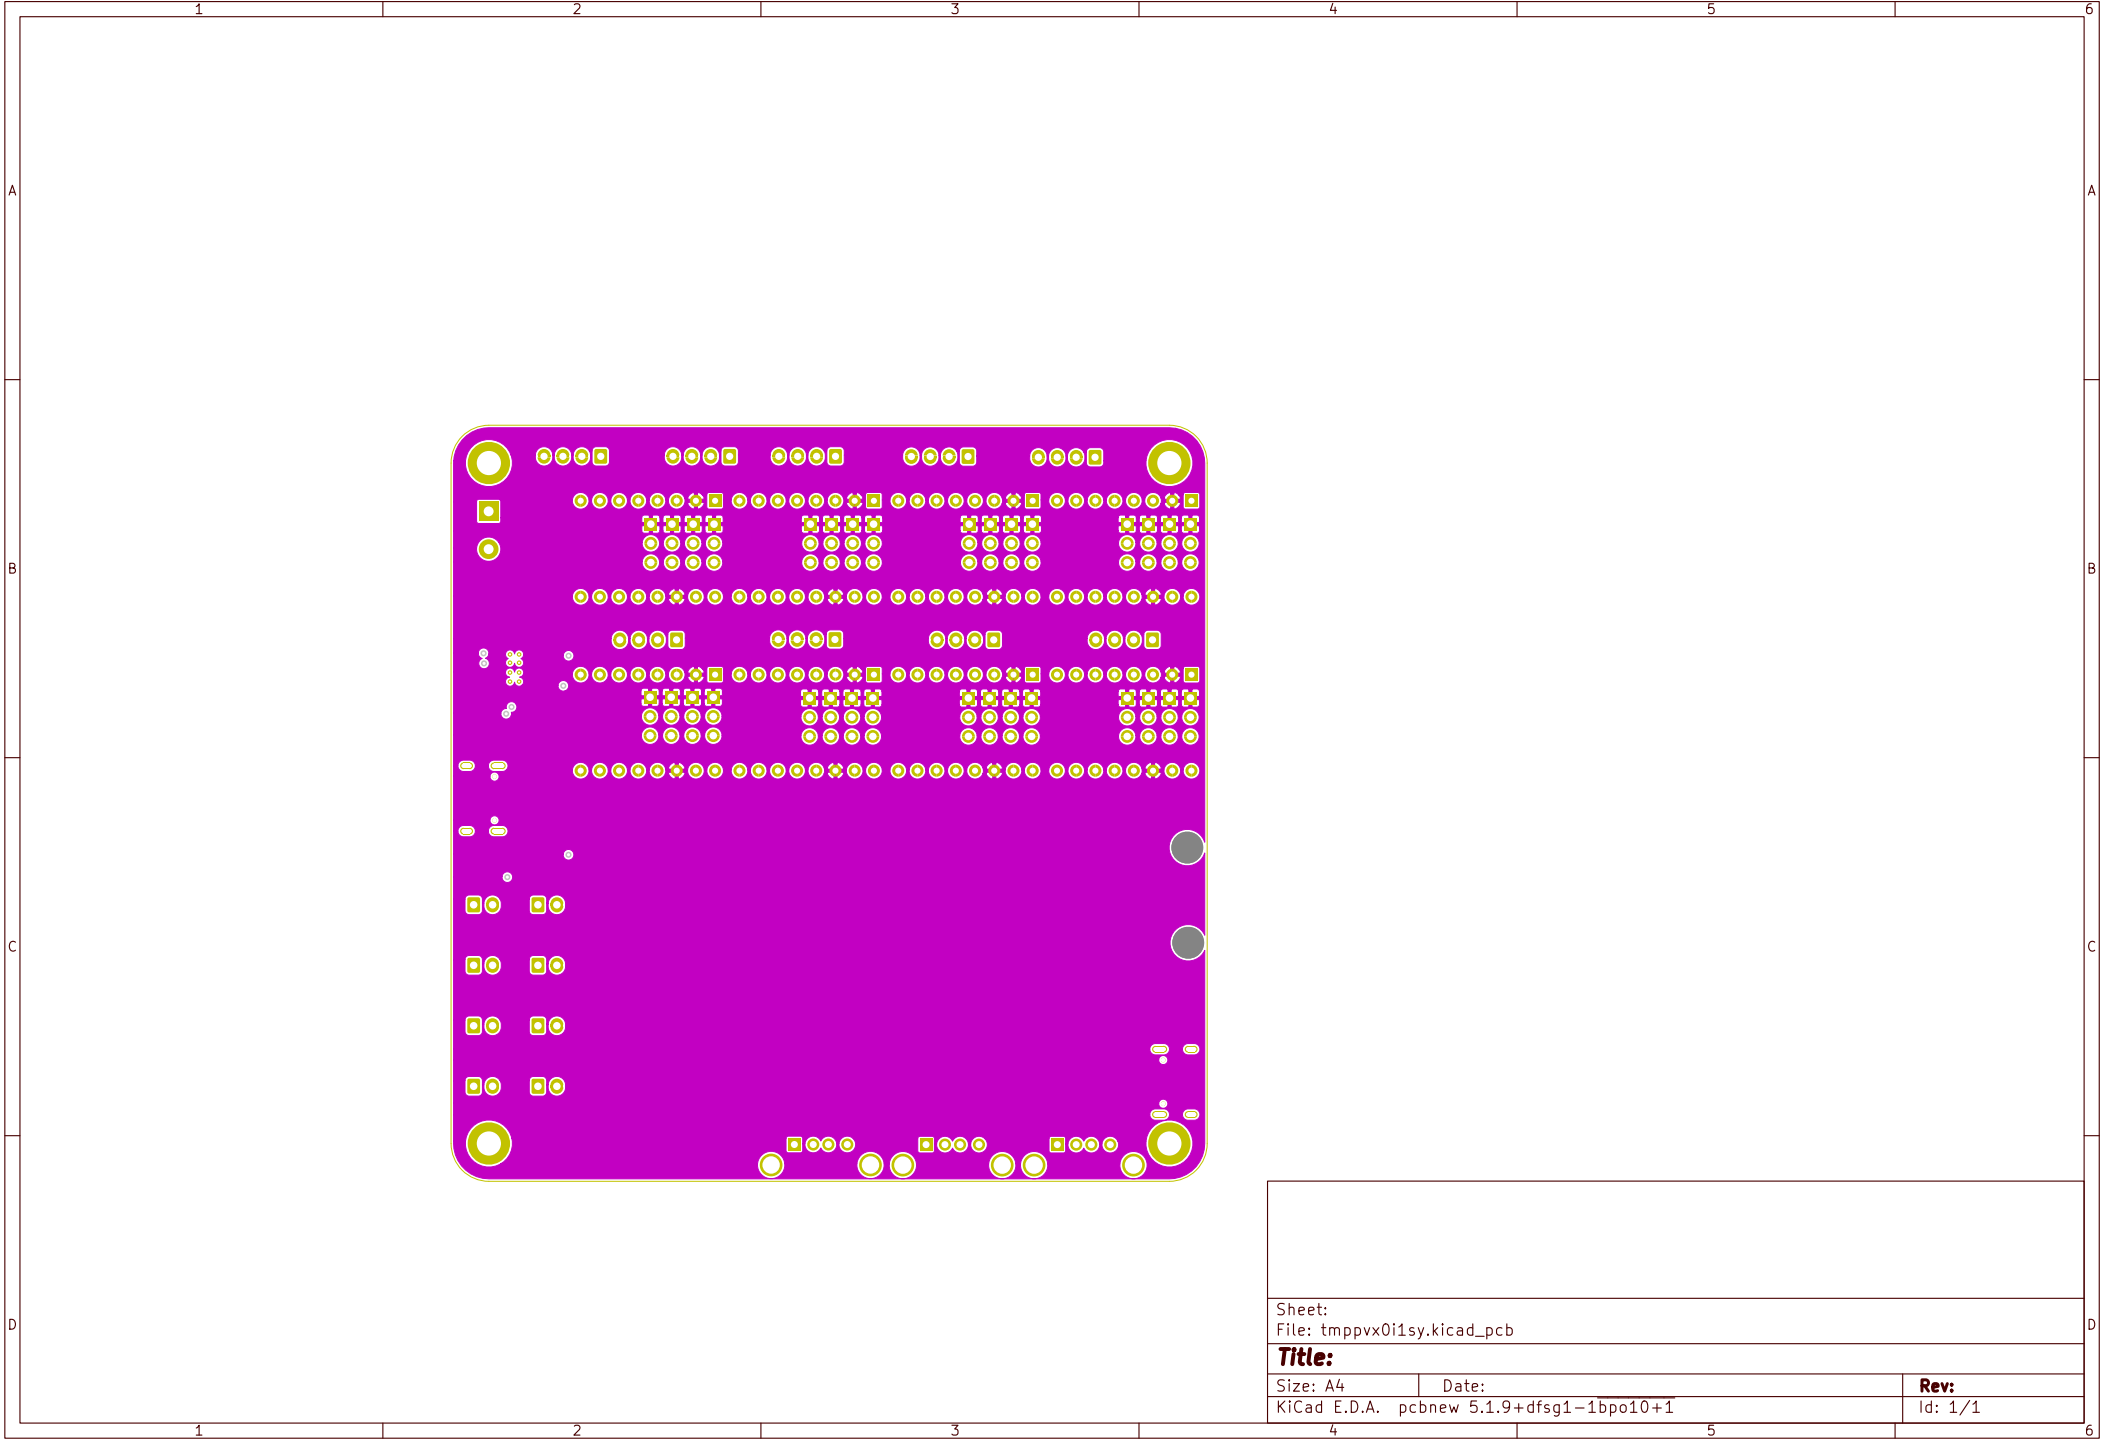 1 2 3 4 5 6
A A
B B
C C
D D
Sheet:
File: tmppvx0i1sy.kicad_pcb
Title:
Size: A4 Date: Rev:
KiCad E.D.A. pcbnew 5.1.9+dfsg1-1bpo10+1 Id: 1/1
1 2 3 4 5 6